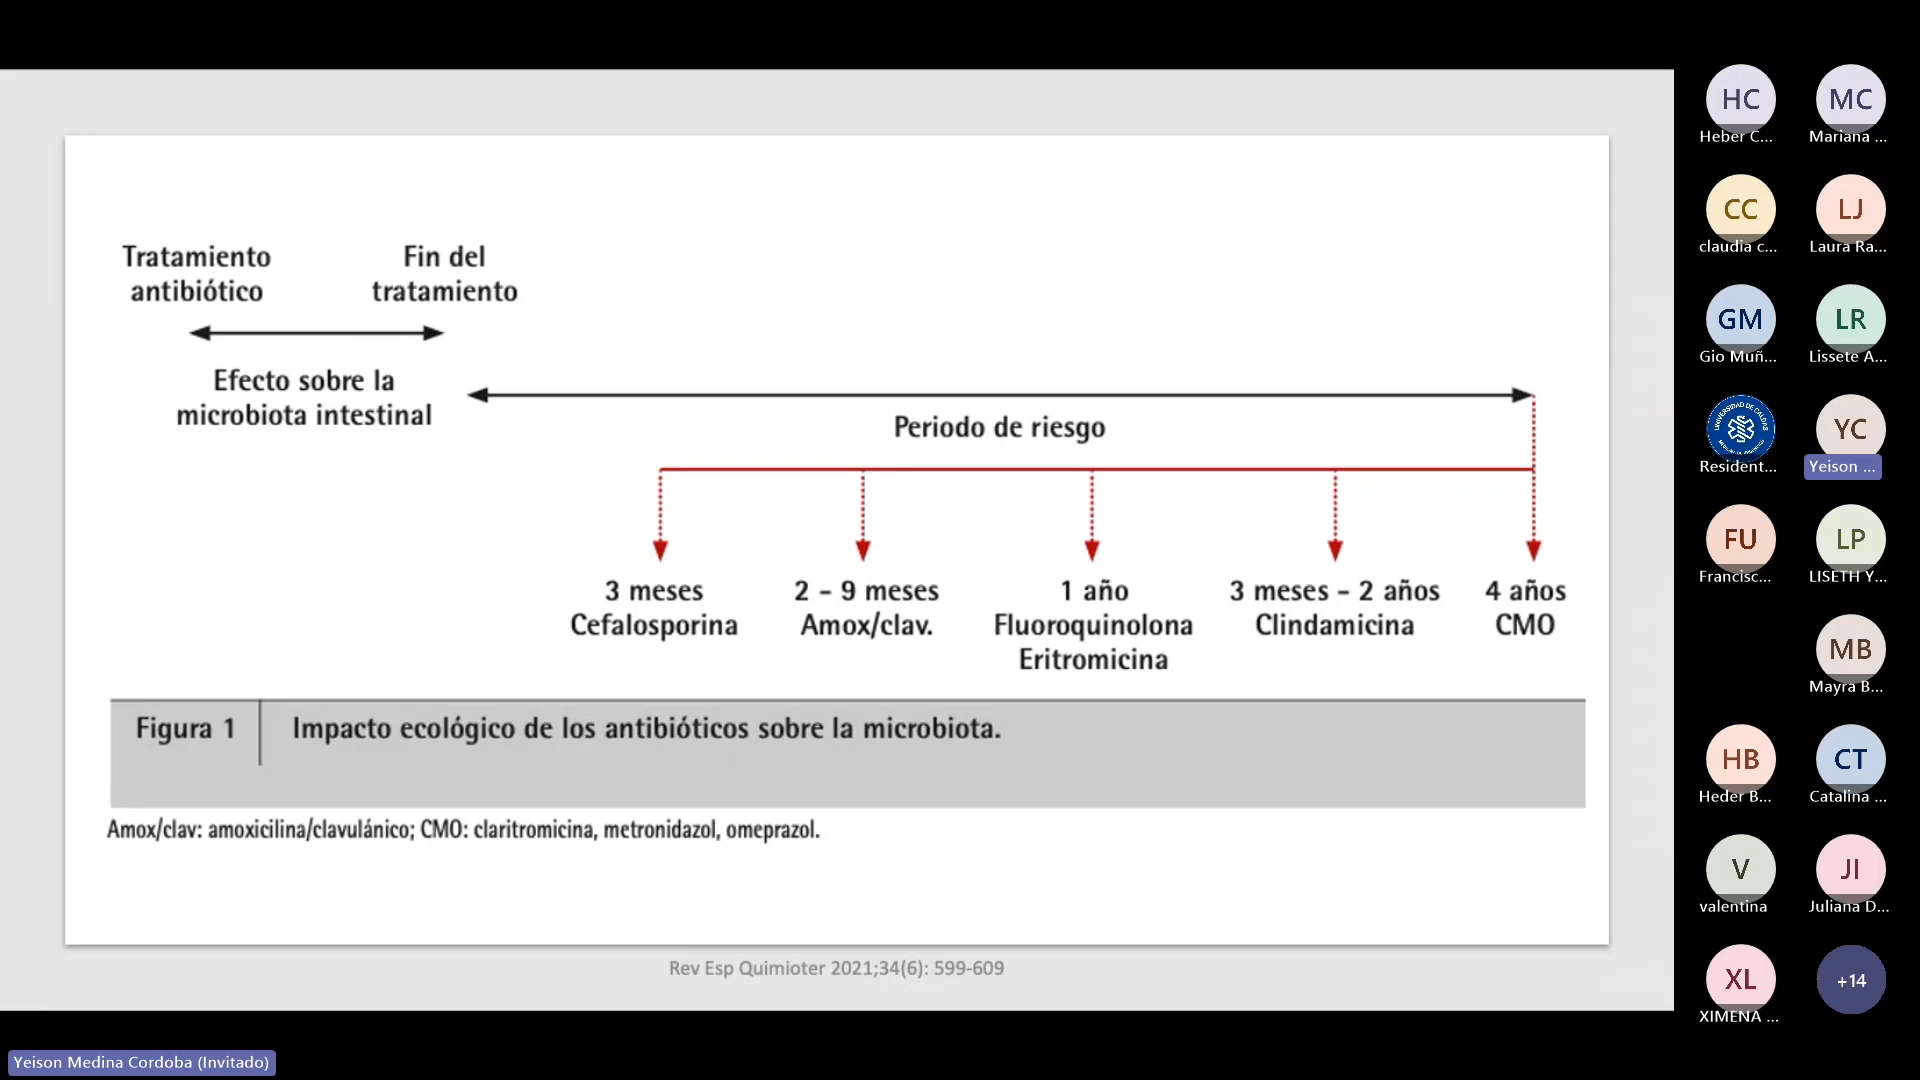 Tratamiento
antibiótico
Fin del
tratamiento
Efecto sobre la
microbiota intestinal
Periodo de riesgo
3 meses
Cefalosporina
2 – 9 meses
Amox/clav.
1 año
Fluoroquinolona
Eritromicina
3 meses – 2 años
Clindamicina
4 años
CMO
Figura 1
Impacto ecológico de los antibióticos sobre la microbiota.
Amox/clav: amoxicilina/clavulánico; CMO: claritromicina, metronidazol, omeprazol.
Rev Esp Quimioter 2021;34(6): 599-609
Yeison Medina Cordoba (Invitado)
HC
Heber C...
MC
Mariana ...
CC
claudia c...
LJ
Laura Ra...
GM
Gio Muñ...
LR
Lissete A...
UNIVERSIDAD DE CALDAS
Resident...
YC
Yeison ...
FU
Francisc...
LP
LISETH Y...
MB
Mayra B...
HB
Heder B...
CT
Catalina ...
V
valentina
JI
Juliana D...
XL
XIMENA ...
+14